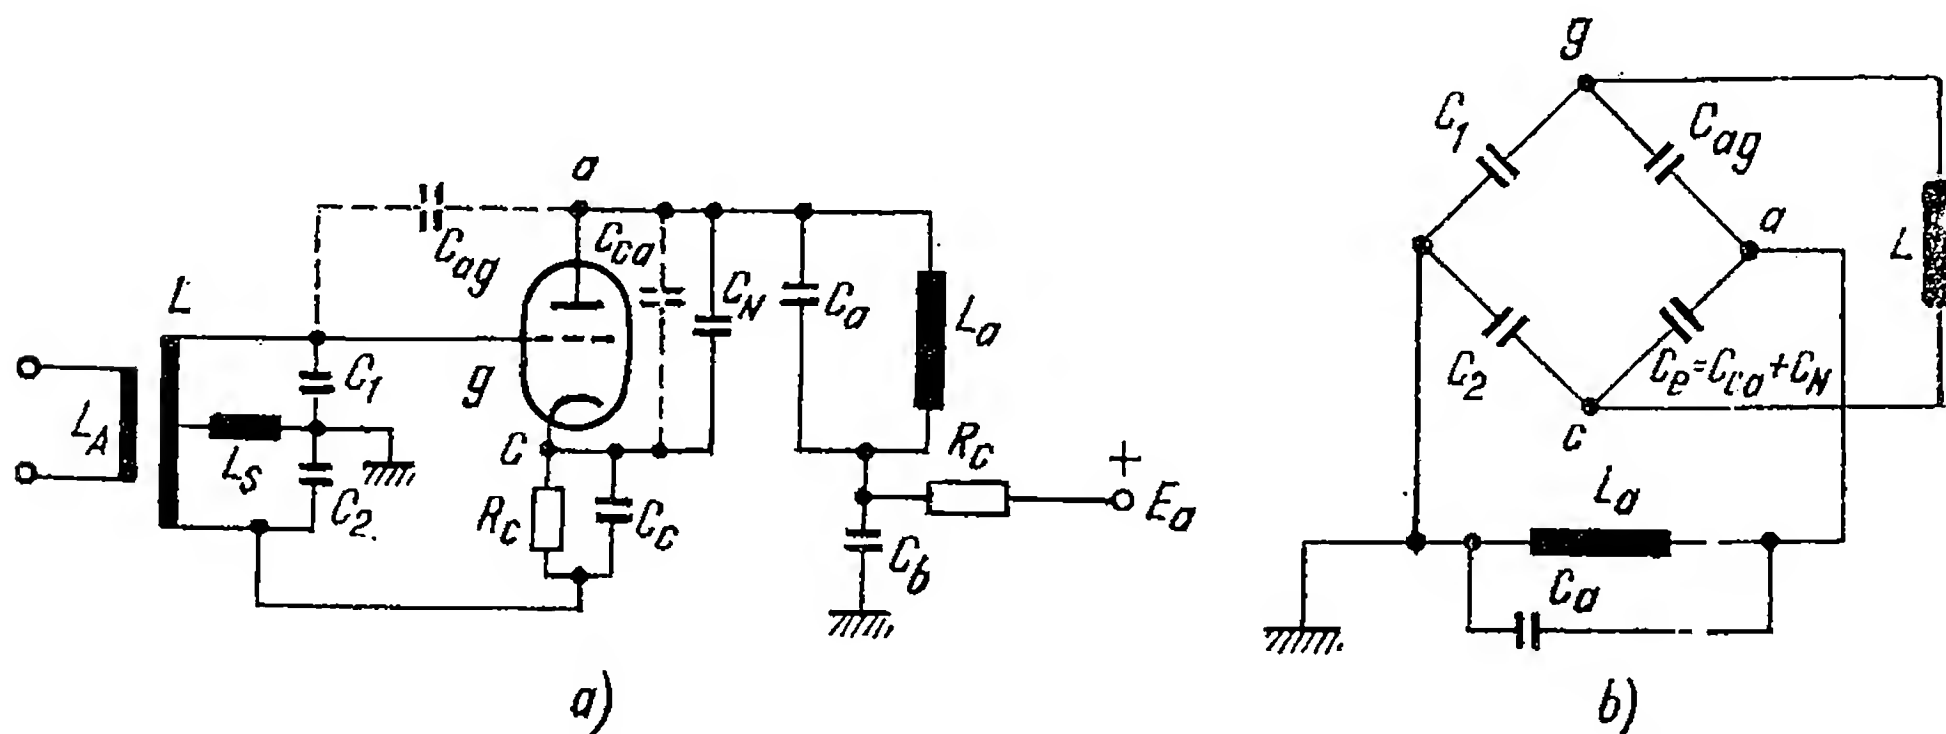 a
C_ag
C_ca
C_N
C_a
L_a
L
g
C_1
L_A
L_s
C_2.
c
R_c
C_c
R_c
+
E_a
C_b
a)
g
C_1
C_ag
a
L
C_2
C_e=C_ca+C_N
c
L_a
C_a
b)